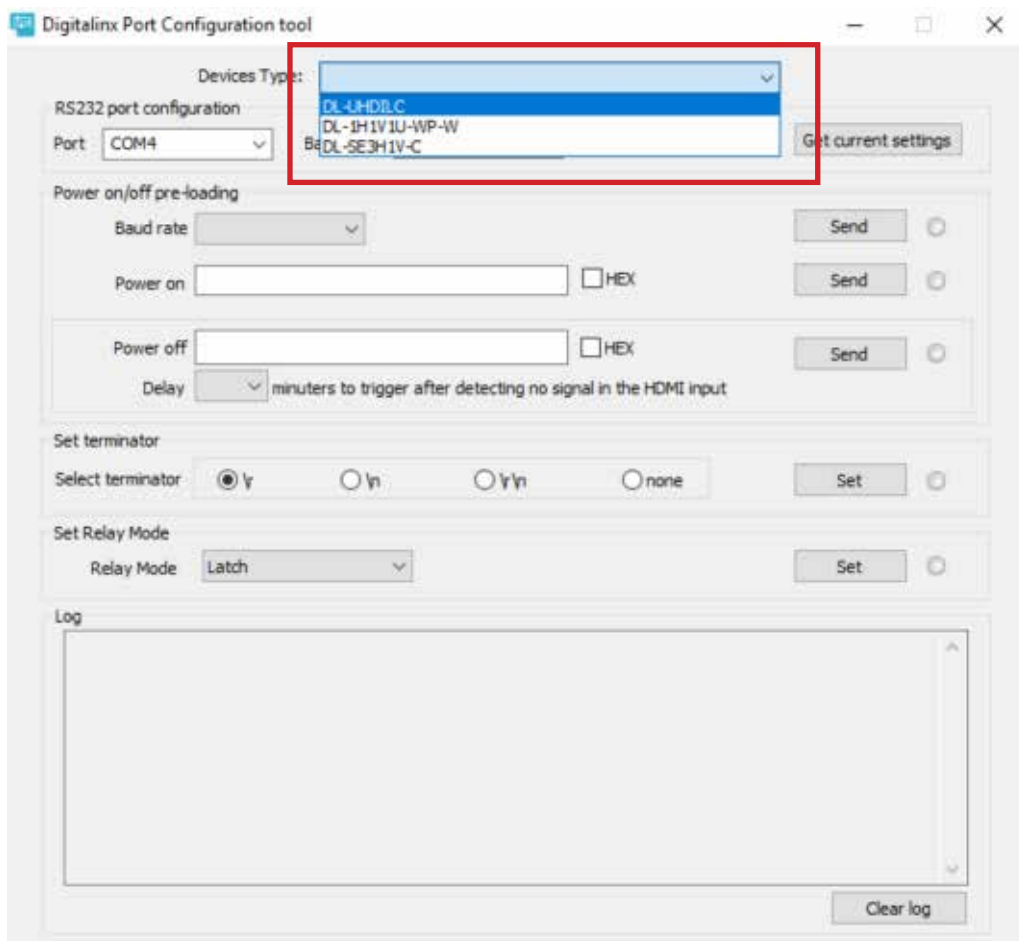 Digitalinx Port Configuration tool
Devices Type:
DL-UHDILC
DL-1H1V1U-WP-W
DL-SE3H1V-C
RS232 port configuration
Port COM4 Ba Get current settings
Power on/off pre-loading
Baud rate Send
Power on HEX Send
Power off HEX Send
Delay minuters to trigger after detecting no signal in the HDMI input
Set terminator
Select terminator \r \n \r\n none Set
Set Relay Mode
Relay Mode Latch Set
Log
Clear log